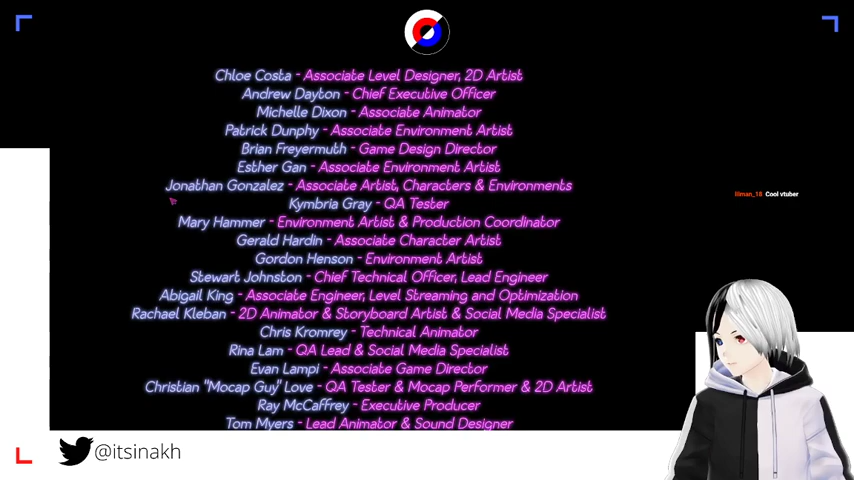 Chloe Costa - Associate Level Designer, 2D Artist
Andrew Dayton - Chief Executive Officer
Michelle Dixon - Associate Animator
Patrick Dunphy - Associate Environment Artist
Brian Freyermuth - Game Design Director
Esther Gan - Associate Environment Artist
Jonathan Gonzalez - Associate Artist, Characters & Environments
Kymbria Gray - QA Tester
Mary Hammer - Environment Artist & Production Coordinator
Gerald Hardin - Associate Character Artist
Gordon Henson - Environment Artist
Stewart Johnston - Chief Technical Officer, Lead Engineer
Abigail King - Associate Engineer, Level Streaming and Optimization
Rachael Kleban - 2D Animator & Storyboard Artist & Social Media Specialist
Chris Kromrey - Technical Animator
Rina Lam - QA Lead & Social Media Specialist
Evan Lampi - Associate Game Director
Christian "Mocap Guy" Love - QA Tester & Mocap Performer & 2D Artist
Ray McCaffrey - Executive Producer
Tom Myers - Lead Animator & Sound Designer
Cool vtuber
@itsinakh